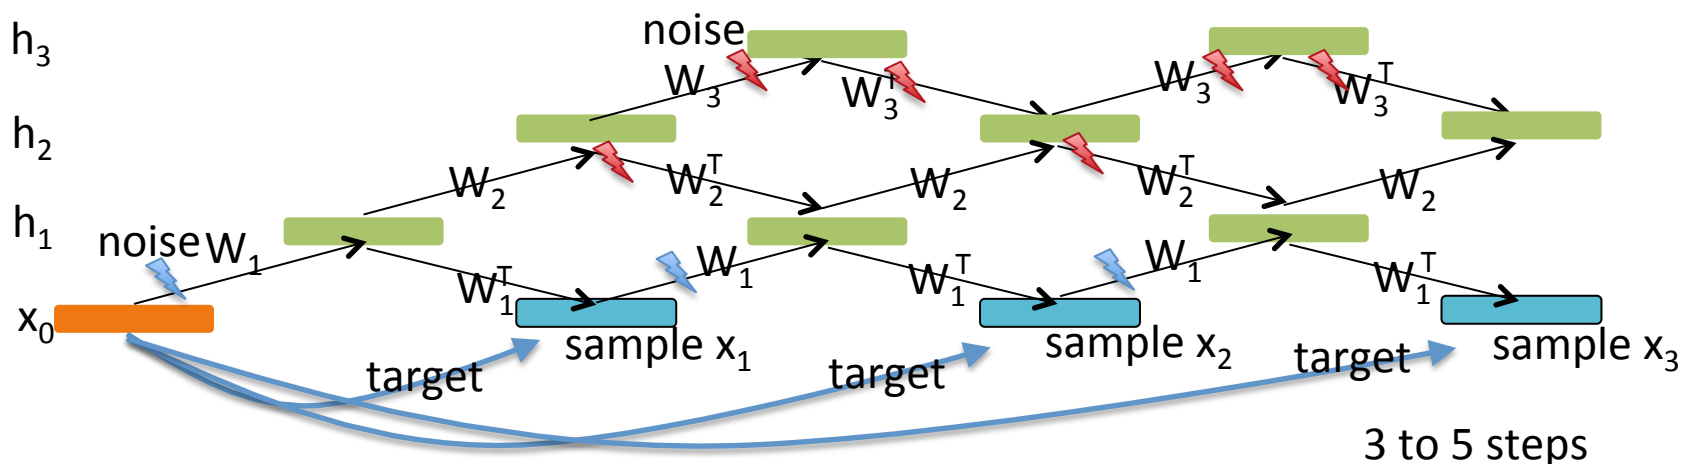 h₃ noise
W₃ W₃ᵀ W₃ W₃ᵀ
h₂
W₂ W₂ᵀ W₂ W₂ᵀ W₂
h₁
noise W₁ W₁ᵀ W₁ W₁ᵀ W₁ W₁ᵀ
x₀
sample x₁ sample x₂ sample x₃
target target target
3 to 5 steps